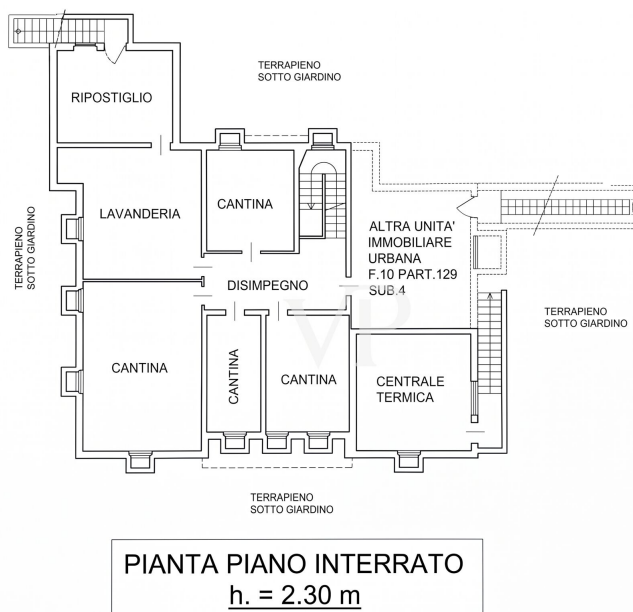 TERRAPIENO
SOTTO GIARDINO
RIPOSTIGLIO
LAVANDERIA
CANTINA
ALTRA UNITA'
IMMOBILIARE
URBANA
F.10 PART.129
SUB.4
TERRAPIENO
SOTTO GIARDINO
DISIMPEGNO
TERRAPIENO
SOTTO GIARDINO
VP
CANTINA
CANTINA
CANTINA
CENTRALE
TERMICA
TERRAPIENO
SOTTO GIARDINO
PIANTA PIANO INTERRATO
h. = 2.30 m